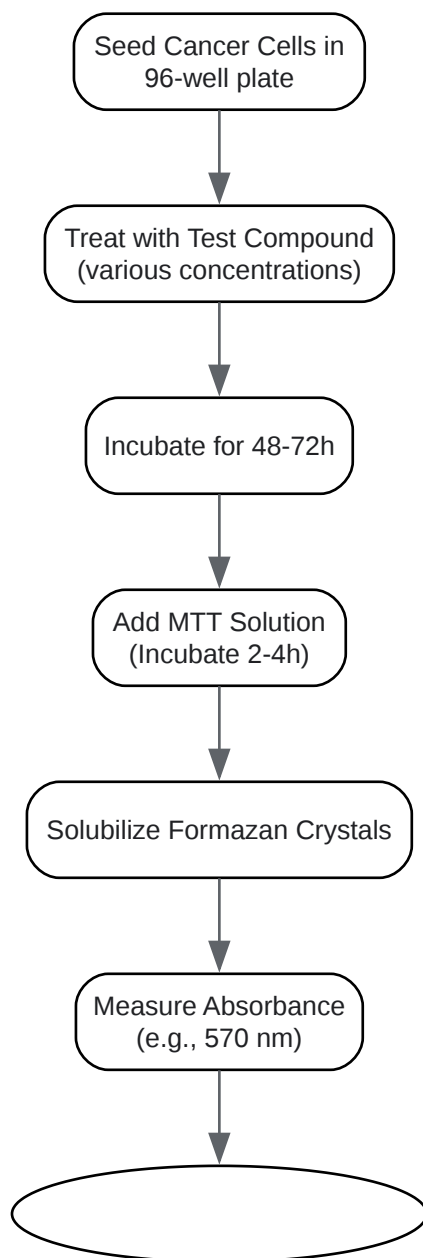 Seed Cancer Cells in
96-well plate
Treat with Test Compound
(various concentrations)
Incubate for 48-72h
Add MTT Solution
(Incubate 2-4h)
Solubilize Formazan Crystals
Measure Absorbance
(e.g., 570 nm)